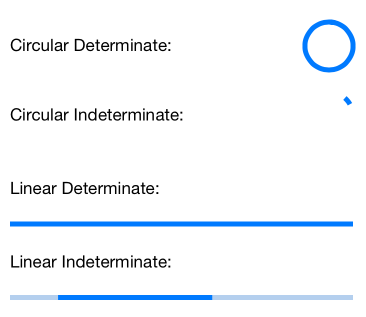 Circular Determinate:
Circular Indeterminate:
Linear Determinate:
Linear Indeterminate: